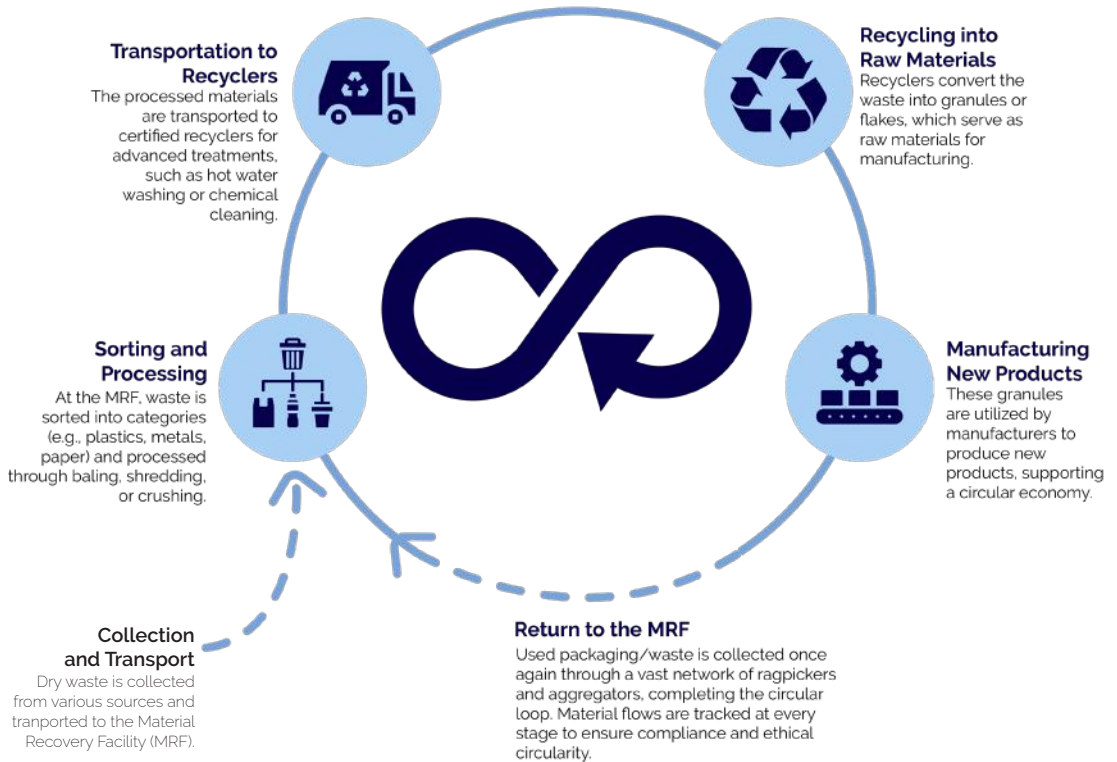 Transportation to
Recyclers
The processed materials
are transported to
certified recyclers for
advanced treatments,
such as hot water
washing or chemical
cleaning.
Recycling into
Raw Materials
Recyclers convert the
waste into granules or
flakes, which serve as
raw materials for
manufacturing.
Sorting and
Processing
At the MRF, waste is
sorted into categories
(e.g., plastics, metals,
paper) and processed
through baling, shredding,
or crushing.
Manufacturing
New Products
These granules
are utilized by
manufacturers to
produce new
products, supporting
a circular economy.
Collection
and Transport
Dry waste is collected
from various sources and
tranported to the Material
Recovery Facility (MRF).
Return to the MRF
Used packaging/waste is collected once
again through a vast network of ragpickers
and aggregators, completing the circular
loop. Material flows are tracked at every
stage to ensure compliance and ethical
circularity.